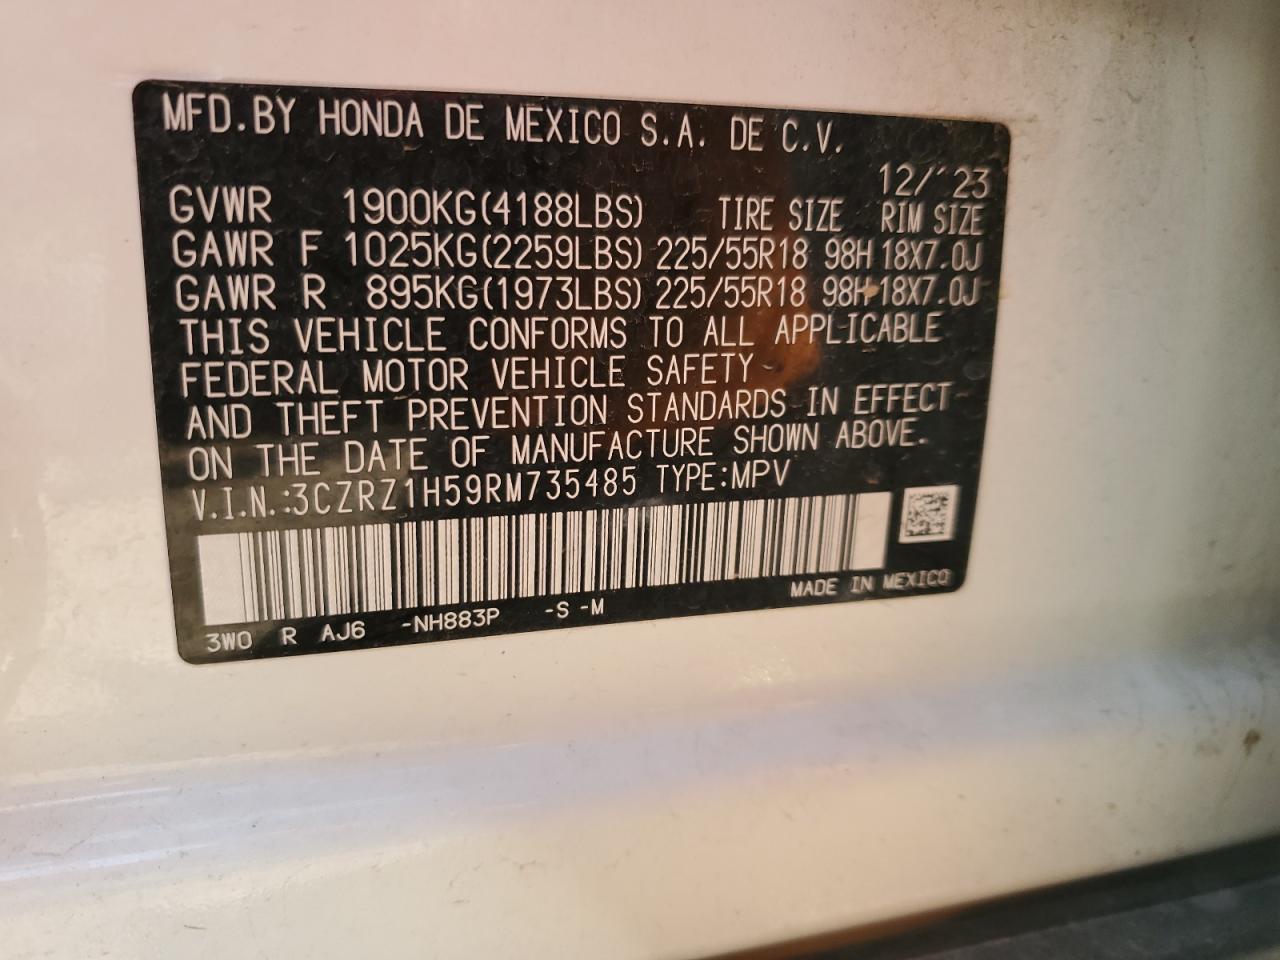 MFD.BY HONDA DE MEXICO S.A. DE C.V.
12/'23
GVWR 1900KG(4188LBS) TIRE SIZE RIM SIZE
GAWR F 1025KG(2259LBS) 225/55R18 98H 18X7.0J
GAWR R 895KG(1973LBS) 225/55R18 98H 18X7.0J
THIS VEHICLE CONFORMS TO ALL APPLICABLE
FEDERAL MOTOR VEHICLE SAFETY
AND THEFT PREVENTION STANDARDS IN EFFECT
ON THE DATE OF MANUFACTURE SHOWN ABOVE.
V.I.N.:3CZRZ1H59RM735485 TYPE:MPV
MADE IN MEXICO
3W0 R AJ6 -NH883P -S -M